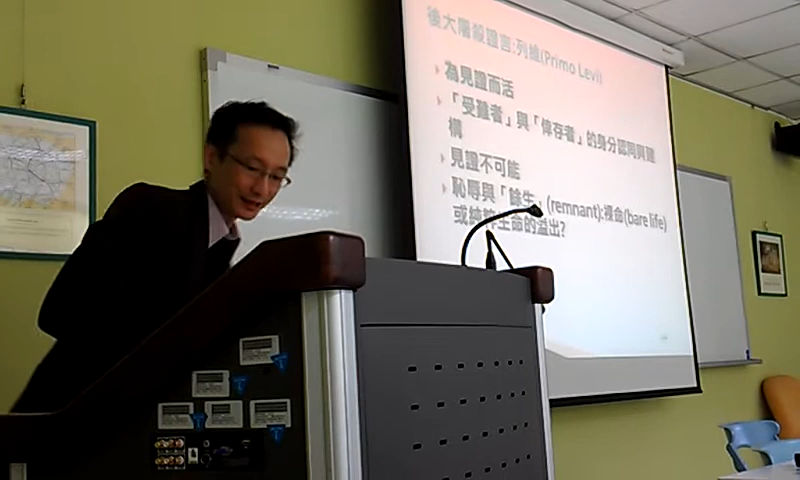 後大屠殺證言:列維(Primo Levi)
為見證而活
「受難者」與「倖存者」的身分認同與建
構
見證不可能
恥辱與「餘生」(remnant):裸命(bare life)
或純粹生命的溢出?